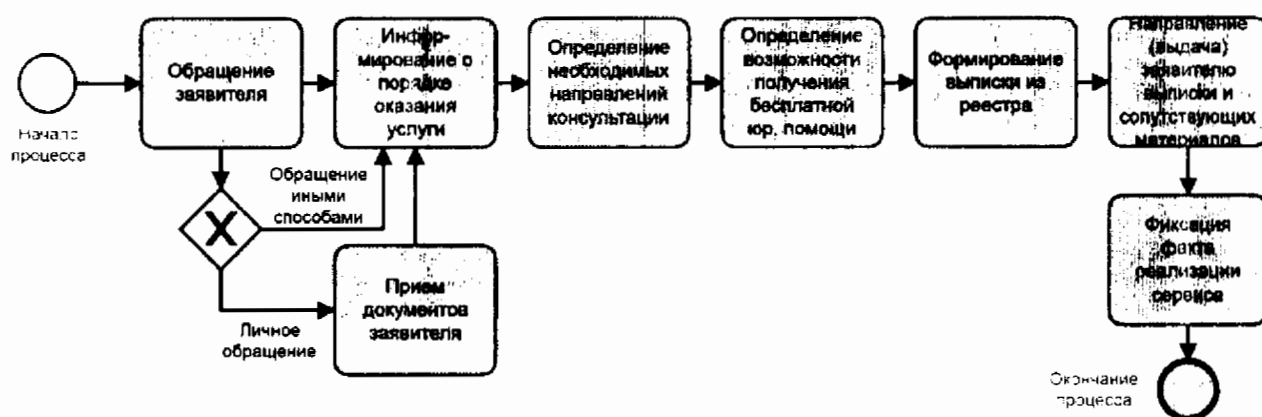 Начало
процесса
Обращение
заявителя
Инфор-
мирование о
порядке
оказания
услуги
Определение
необходимых
направлений
консультации
Определение
возможности
получения
бесплатной
юр. помощи
Формирование
выписки из
реестра
Направление
(выдача)
заявителю
выписки и
сопутствующих
материалов
Обращение
иными
способами
X
Личное
обращение
Прием
документов
заявителя
Фиксация
факта
реализации
сервиса
Окончание
процесса